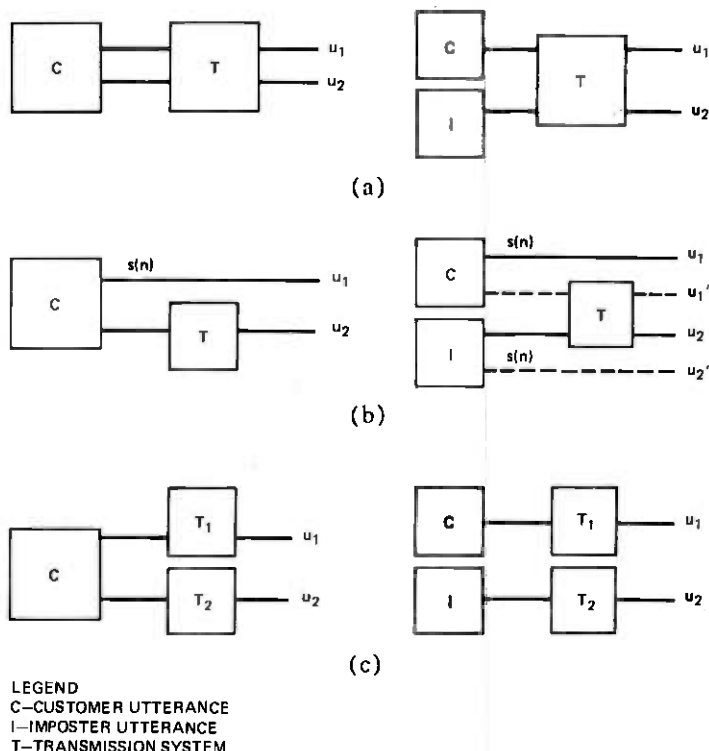 C T u₁ u₂
C I T u₁ u₂
(a)
C s(n) T u₁ u₂
C s(n) I s(n) T u₁ u₁' u₂ u₂'
(b)
C T₁ T₂ u₁ u₂
C I T₁ T₂ u₁ u₂
(c)
LEGEND
C–CUSTOMER UTTERANCE
I–IMPOSTER UTTERANCE
T–TRANSMISSION SYSTEM